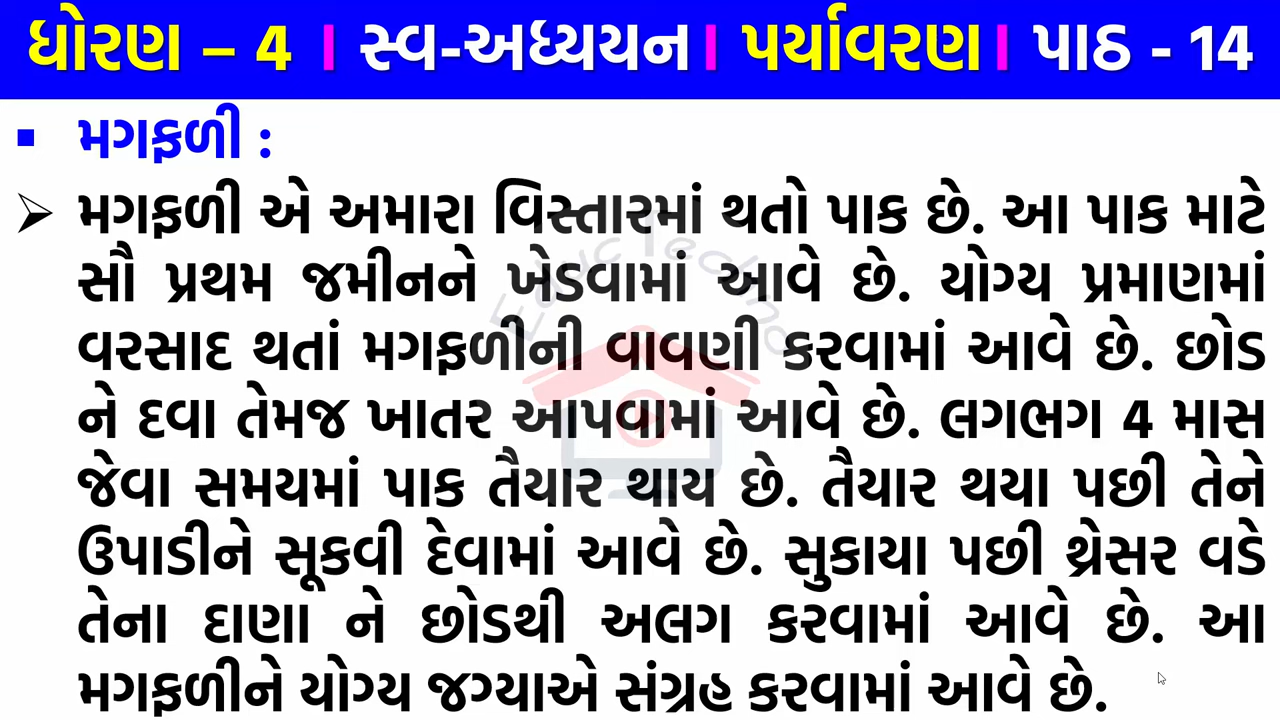 ધોરણ – 4 । સ્વ-અધ્યયન । પર્યાવરણ । પાઠ - 14
મગફળી :
મગફળી એ અમારા વિસ્તારમાં થતો પાક છે. આ પાક માટે
સૌ પ્રથમ જમીનને ખેડવામાં આવે છે. યોગ્ય પ્રમાણમાં
વરસાદ થતાં મગફળીની વાવણી કરવામાં આવે છે. છોડ
ને દવા તેમજ ખાતર આપવામાં આવે છે. લગભગ 4 માસ
જેવા સમયમાં પાક તૈયાર થાય છે. તૈયાર થયા પછી તેને
ઉપાડીને સૂકવી દેવામાં આવે છે. સુકાયા પછી થ્રેસર વડે
તેના દાણા ને છોડથી અલગ કરવામાં આવે છે. આ
મગફળીને યોગ્ય જગ્યાએ સંગ્રહ કરવામાં આવે છે.
Educ Techno